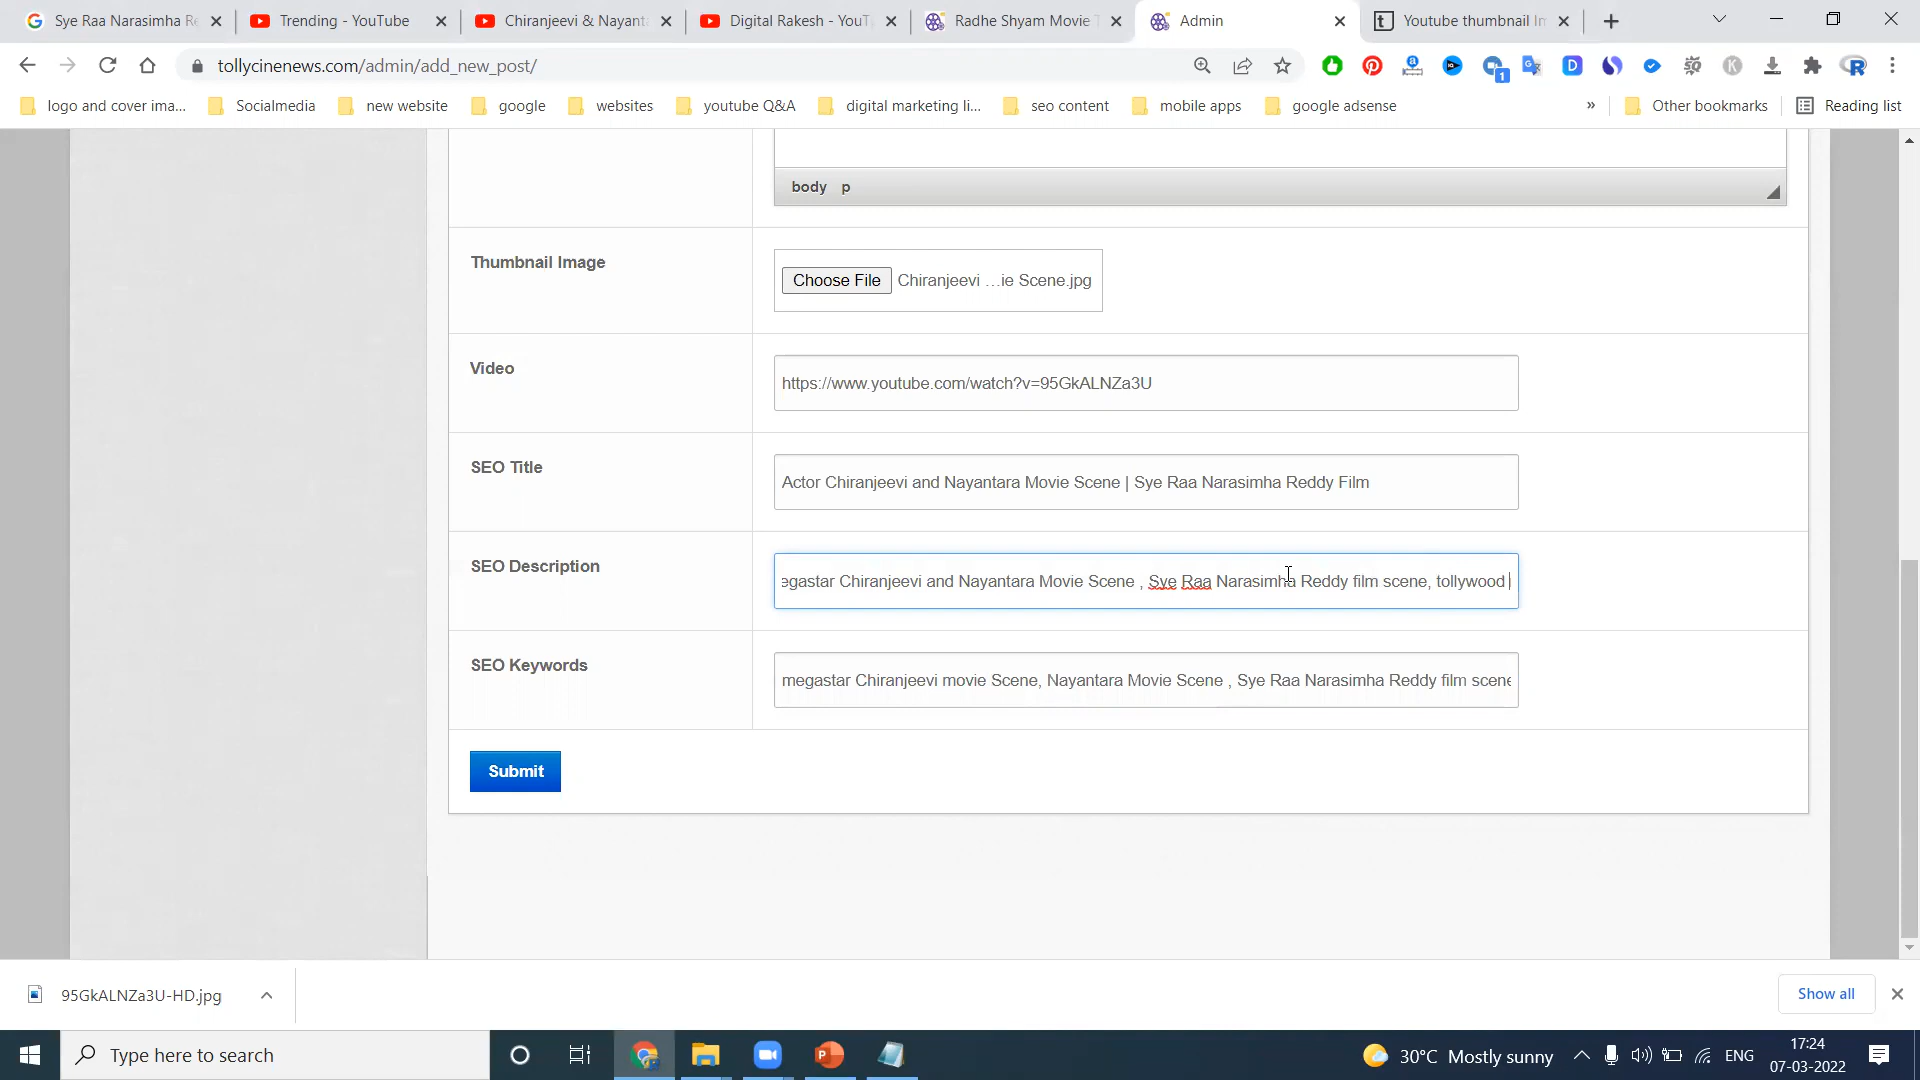 Sye Raa Narasimha Re
Trending - YouTube
Chiranjeevi & Nayant
Digital Rakesh - YouT
Radhe Shyam Movie T
Admin
Youtube thumbnail Im
tollycinenews.com/admin/add_new_post/
logo and cover ima...
Socialmedia
new website
google
websites
youtube Q&A
digital marketing li...
seo content
mobile apps
google adsense
»
Other bookmarks
Reading list
body p
Thumbnail Image
Choose File Chiranjeevi …ie Scene.jpg
Video
https://www.youtube.com/watch?v=95GkALNZa3U
SEO Title
Actor Chiranjeevi and Nayantara Movie Scene | Sye Raa Narasimha Reddy Film
SEO Description
egastar Chiranjeevi and Nayantara Movie Scene , Sye Raa Narasimha Reddy film scene, tollywood
SEO Keywords
megastar Chiranjeevi movie Scene, Nayantara Movie Scene , Sye Raa Narasimha Reddy film scene
Submit
95GkALNZa3U-HD.jpg
Show all
Type here to search
30°C Mostly sunny
ENG
17:24
07-03-2022